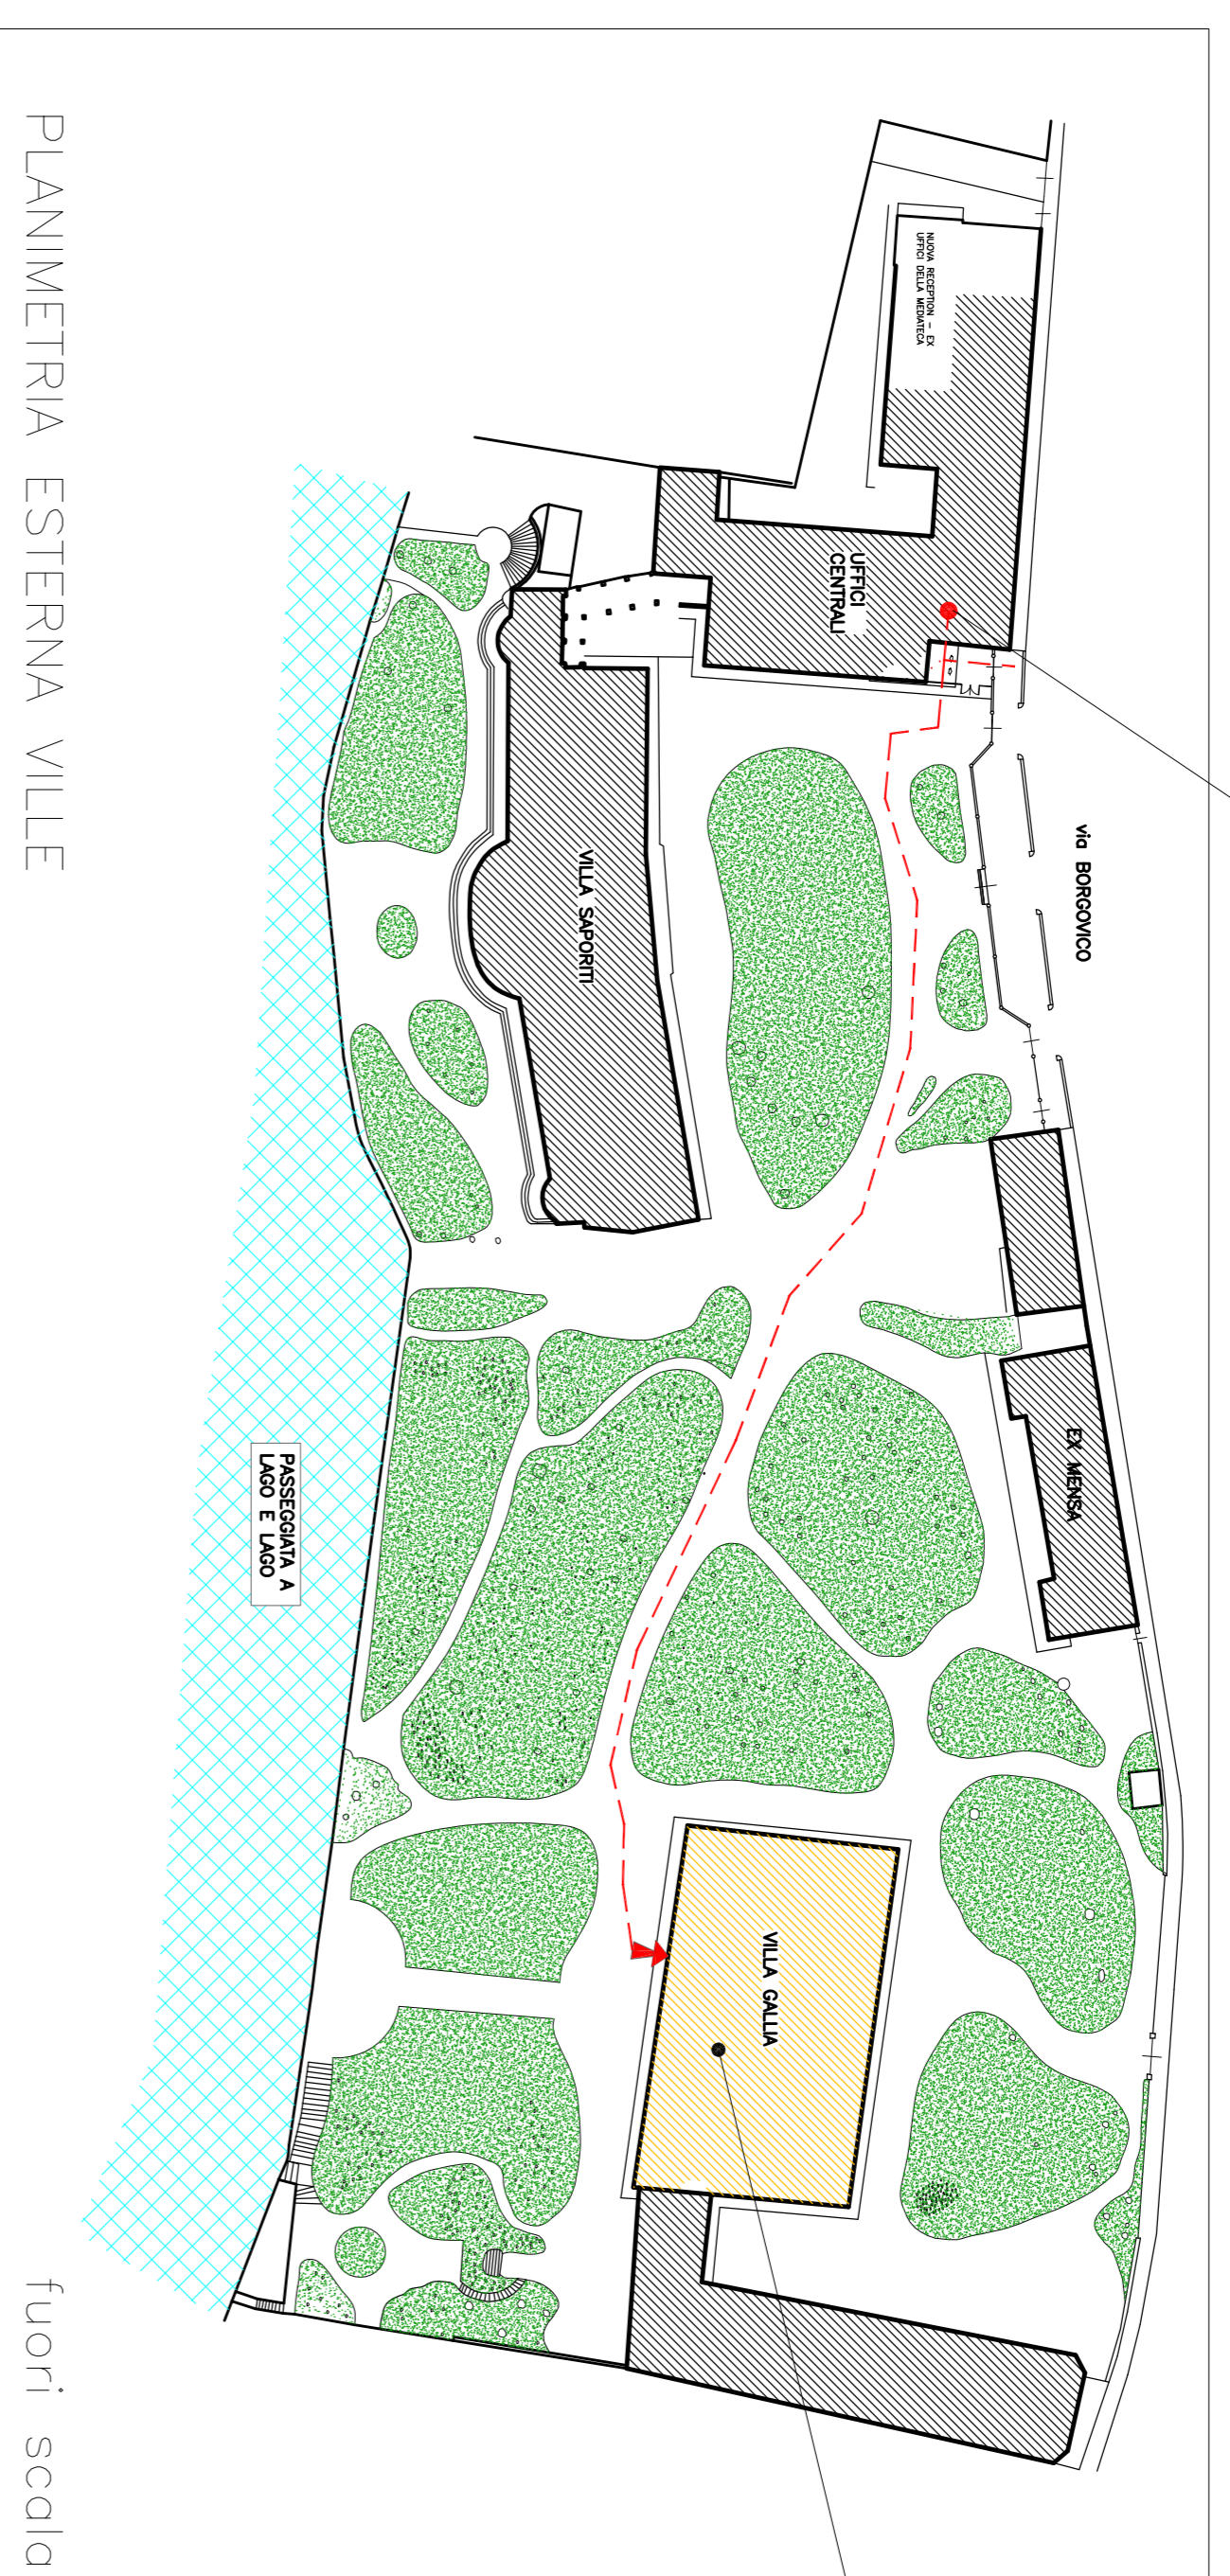 via BORGOVICO
NUOVA RECEPTION - EX
UFFICI DELLA MEDIATECA
UFFICI
CENTRALI
VILLA SAPORITI
EX MENSA
VILLA GALLIA
PASSEGGIATA A
LAGO E LAGO
PLANIMETRIA ESTERNA VILLE
fuori scala